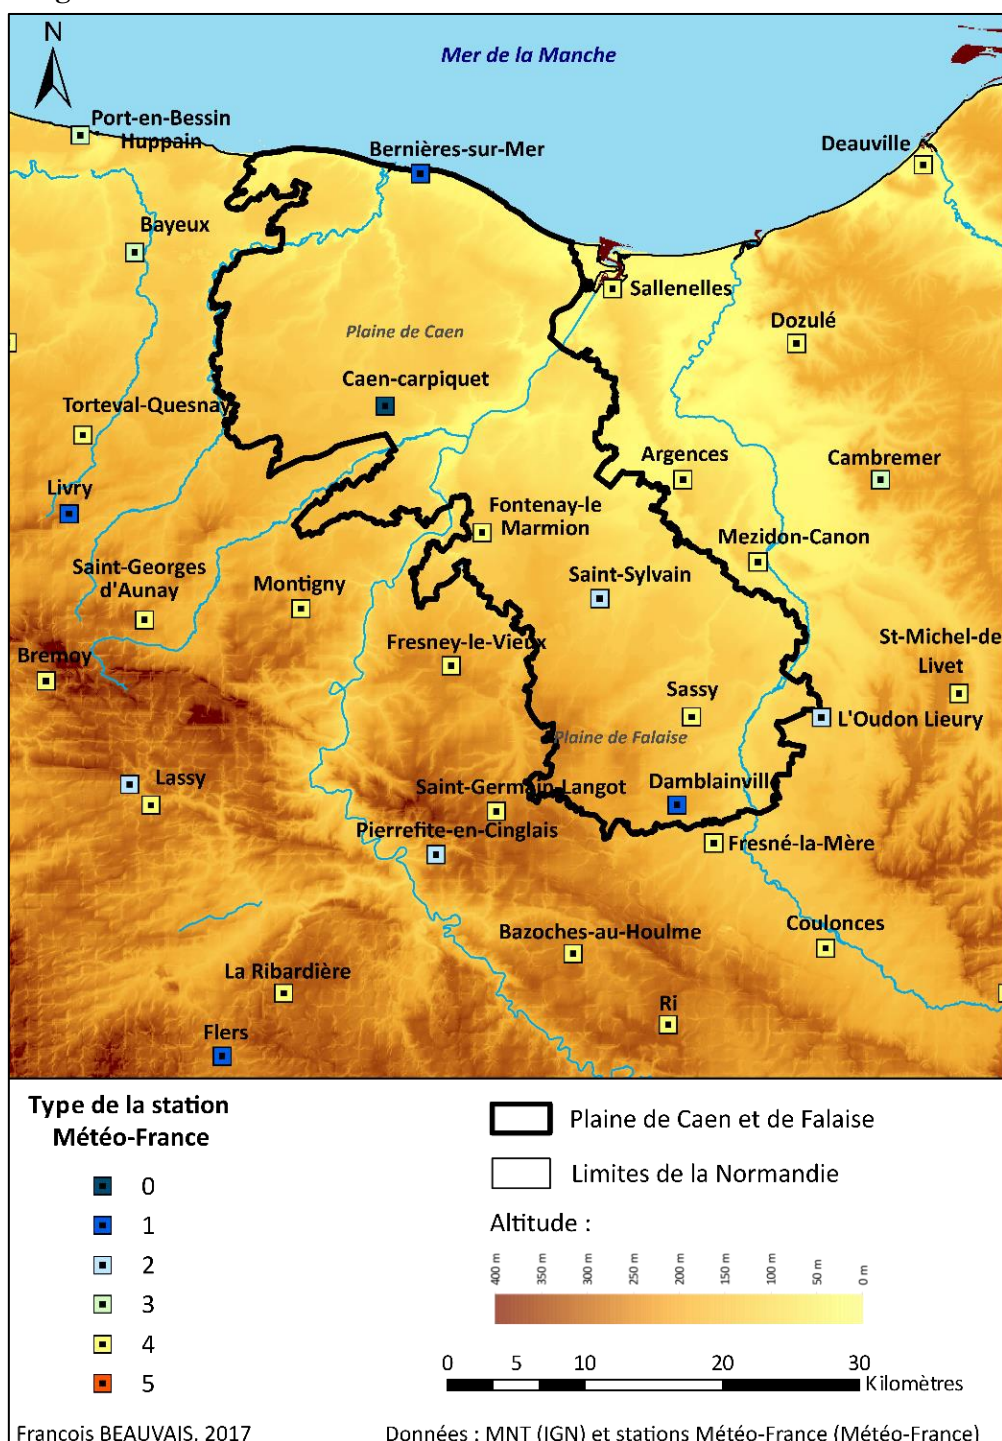 N
Mer de la Manche
Port-en-Bessin
Huppain
Bernières-sur-Mer
Deauville
Bayeux
Sallenelles
Plaine de Caen
Dozulé
Caen-carpiquet
Torteval-Quesnay
Argences
Cambremer
Livry
Fontenay-le
Marmion
Mezidon-Canon
Saint-Georges
d'Aunay
Montigny
Saint-Sylvain
Bremoy
Fresney-le-Vieux
St-Michel-de
Livet
Sassy
L'Oudon Lieury
Plaine de Falaise
Lassy
Saint-Germain-Langot
Damblainvill
Pierrefite-en-Cinglais
Fresné-la-Mère
Bazoches-au-Houlme
Coulonces
La Ribardière
Ri
Flers
Type de la station
Météo-France
0
1
2
3
4
5
Plaine de Caen et de Falaise
Limites de la Normandie
Altitude :
400 m 350 m 300 m 250 m 200 m 150 m 100 m 50 m 0 m
0 5 10 20 30
Kilomètres
François BEAUVAIS, 2017
Données : MNT (IGN) et stations Météo-France (Météo-France)